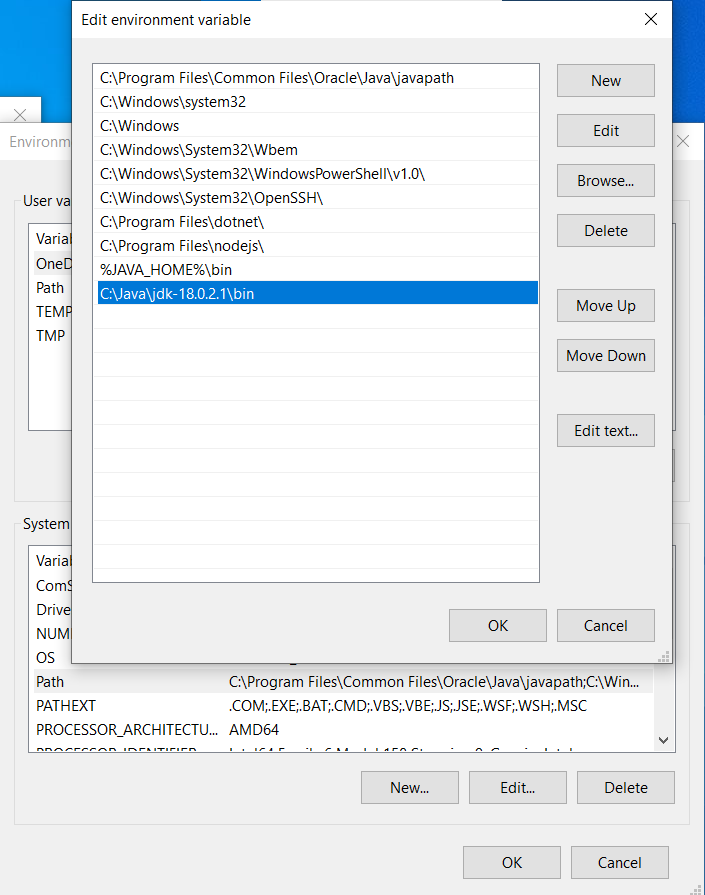 Edit environment variable
C:\Program Files\Common Files\Oracle\Java\javapath
C:\Windows\system32
C:\Windows
C:\Windows\System32\Wbem
C:\Windows\System32\WindowsPowerShell\v1.0\
C:\Windows\System32\OpenSSH\
C:\Program Files\dotnet\
C:\Program Files\nodejs\
%JAVA_HOME%\bin
C:\Java\jdk-18.0.2.1\bin
New
Edit
Browse...
Delete
Move Up
Move Down
Edit text...
OK Cancel
Environm
User va
Variab
OneD
Path
TEMP
TMP
System
Variab
ComS
Drive
NUM
OS
Path C:\Program Files\Common Files\Oracle\Java\javapath;C:\Win...
PATHEXT .COM;.EXE;.BAT;.CMD;.VBS;.VBE;.JS;.JSE;.WSF;.WSH;.MSC
PROCESSOR_ARCHITECTU... AMD64
New... Edit... Delete
OK Cancel